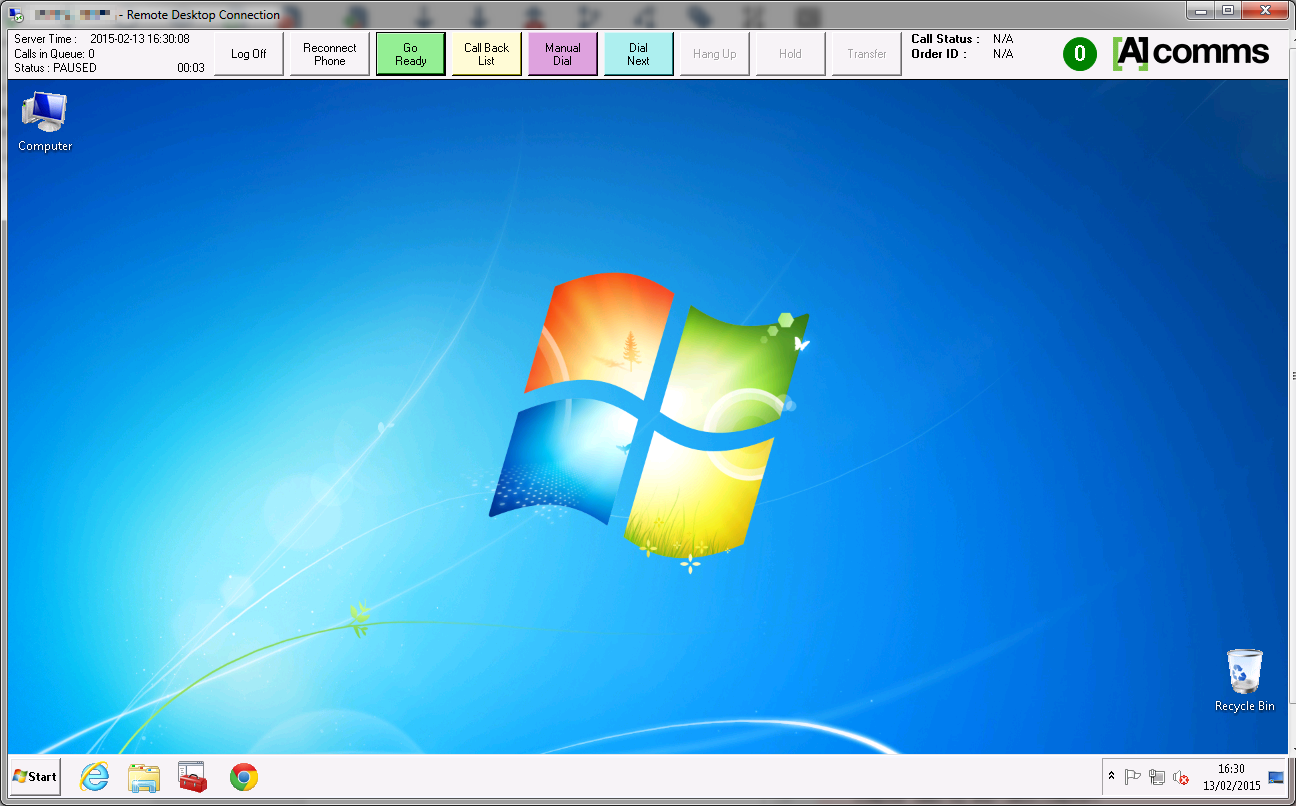 - Remote Desktop Connection
Server Time : 2015-02-13 16:30:08
Calls in Queue: 0
Status : PAUSED 00:03
Log Off
Reconnect
Phone
Go
Ready
Call Back
List
Manual
Dial
Dial
Next
Hang Up
Hold
Transfer
Call Status : N/A
Order ID : N/A
0
[A]comms
Computer
Recycle Bin
Start
16:30
13/02/2015